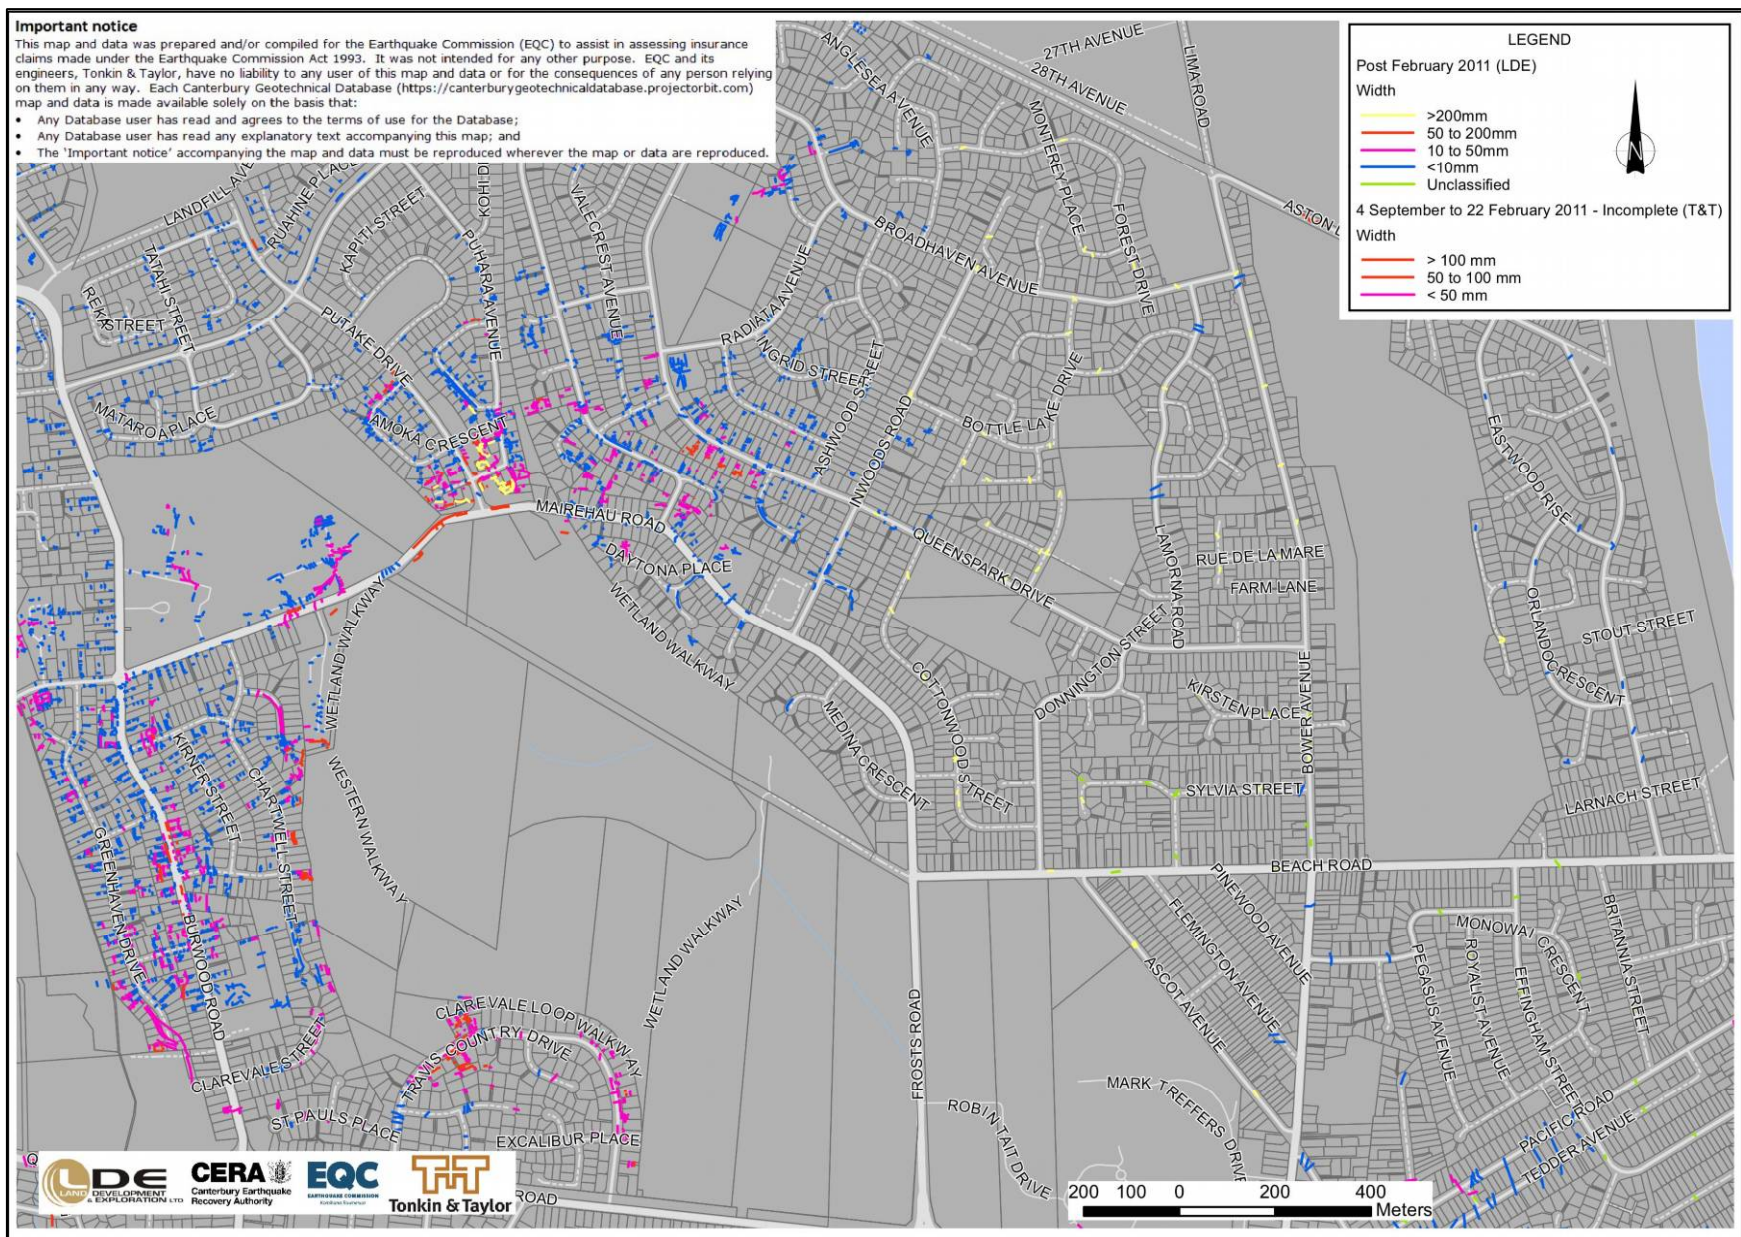 Important notice
This map and data was prepared and/or compiled for the Earthquake Commission (EQC) to assist in assessing insurance
claims made under the Earthquake Commission Act 1993. It was not intended for any other purpose. EQC and its
engineers, Tonkin & Taylor, have no liability to any user of this map and data or for the consequences of any person relying
on them in any way. Each Canterbury Geotechnical Database (https://canterburygeotechnicaldatabase.projectorbit.com)
map and data is made available solely on the basis that:
• Any Database user has read and agrees to the terms of use for the Database;
• Any Database user has read any explanatory text accompanying this map; and
• The 'Important notice' accompanying the map and data must be reproduced wherever the map or data are reproduced.
LEGEND
Post February 2011 (LDE)
Width
>200mm
50 to 200mm
10 to 50mm
<10mm
Unclassified
4 September to 22 February 2011 - Incomplete (T&T)
Width
> 100 mm
50 to 100 mm
< 50 mm
N
27TH AVENUE
28TH AVENUE
LIMA ROAD
ANGLESEA AVENUE
MONTEREY PLACE
FOREST DRIVE
ASTON
BROADHAVEN AVENUE
LANDFILL AVE
RUAHNE PLACE
KAPITI STREET
KOHI
PUHARA AVENUE
VALECREST AVENUE
TATAHI STREET
REKA
STREET
PUTAKE DRIVE
RADIATA AVENUE
INGRID STREET
ASHWOOD STREET
INWOODS ROAD
BOTTLE LAKE DRIVE
EASTWOOD RISE
MATAROA PLACE
AMOKA CRESCENT
MAIREHAU ROAD
DAYTONA PLACE
QUEENSPARK DRIVE
LAMORNA ROAD
RUE DE LA MARE
FARM LANE
WETLAND WALKWAY
WETLAND WALKWAY
DONNINGTON STREET
ORLANDO CRESCENT
STOUT STREET
COTTONWOOD STREET
KIRSTEN PLACE
BOWER AVENUE
MEDINA CRESCENT
KIRNER STREET
CHARTWELL STREET
WESTERN WALKWAY
SYLVIA STREET
LARNACH STREET
GREENHAVEN DRIVE
BURWOOD ROAD
BEACH ROAD
PINEWOOD AVENUE
FLEMINGTON AVENUE
ASCOT AVENUE
MONOWAI CRESCENT
BRITANNIA STREET
PEGASUS AVENUE
ROYALIST AVENUE
EFFINGHAM STREET
WETLAND WALKWAY
CLAREVALE LOOP WALKWAY
TRAVIS COUNTRY DRIVE
CLAREVALE STREET
ST PAULS PLACE
EXCALIBUR PLACE
FROSTS ROAD
ROBIN TAIT DRIVE
MARK TREFFERS DRIVE
PACIFIC ROAD
TEDDER AVENUE
Q
ROAD
LDE
LAND DEVELOPMENT
& EXPLORATION LTD
CERA
Canterbury Earthquake
Recovery Authority
EQC
EARTHQUAKE COMMISSION
T+T
Tonkin & Taylor
200 100 0 200 400
Meters